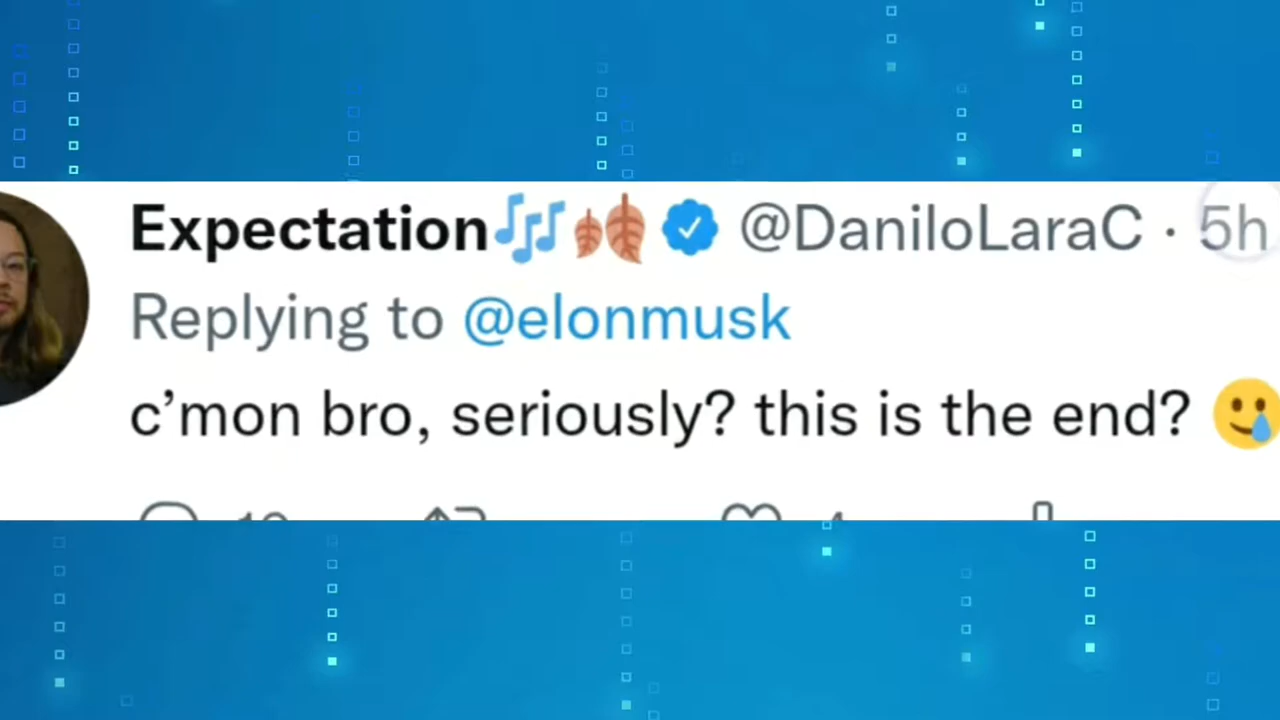 Expectation🎶🍂 @DaniloLaraC · 5h
Replying to @elonmusk
c’mon bro, seriously? this is the end? 🥲